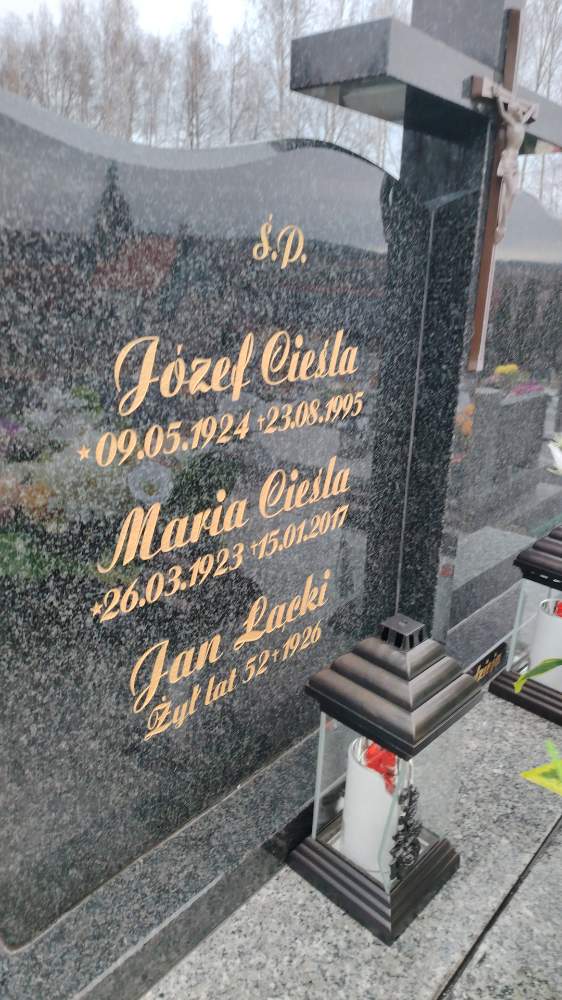 Ś.P.
Józef Cieśla
*09.05.1924 +23.08.1995
Maria Cieśla
*26.03.1923 +15.01.2017
Jan Łacki
Żył lat 52 +1926